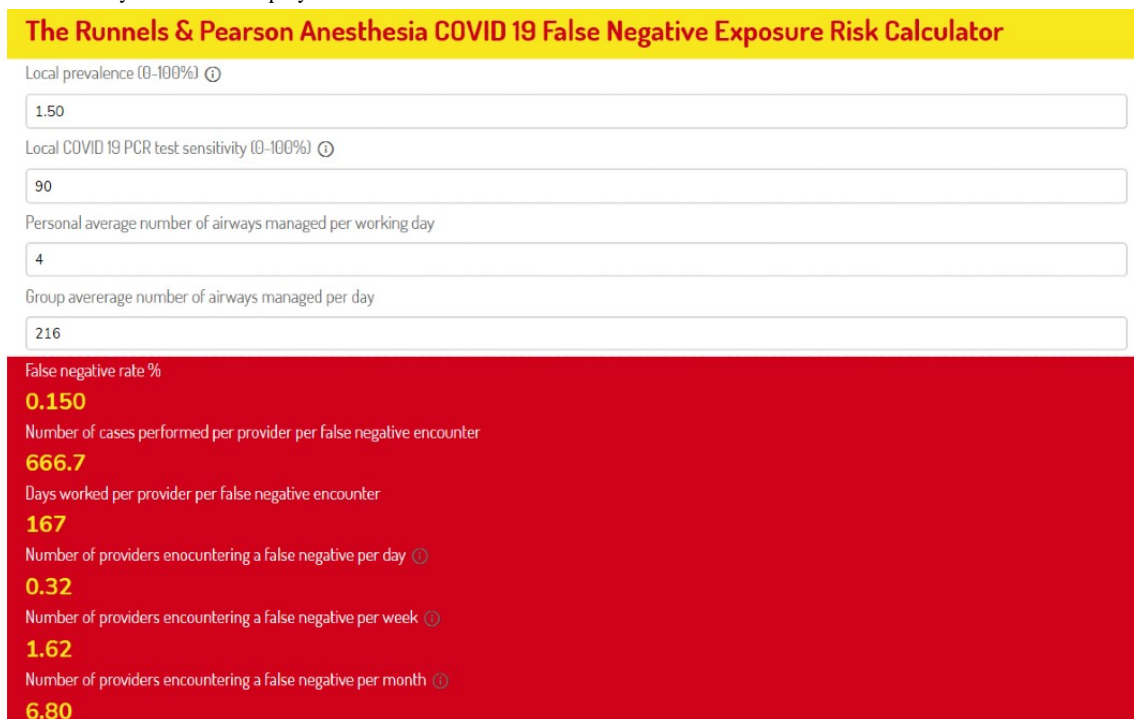 The Runnels & Pearson Anesthesia COVID 19 False Negative Exposure Risk Calculator
Local prevalence (0-100%)
1.50
Local COVID 19 PCR test sensitivity (0-100%)
90
Personal average number of airways managed per working day
4
Group avererage number of airways managed per day
216
False negative rate %
0.150
Number of cases performed per provider per false negative encounter
666.7
Days worked per provider per false negative encounter
167
Number of providers enocuntering a false negative per day
0.32
Number of providers encountering a false negative per week
1.62
Number of providers encountering a false negative per month
6.80